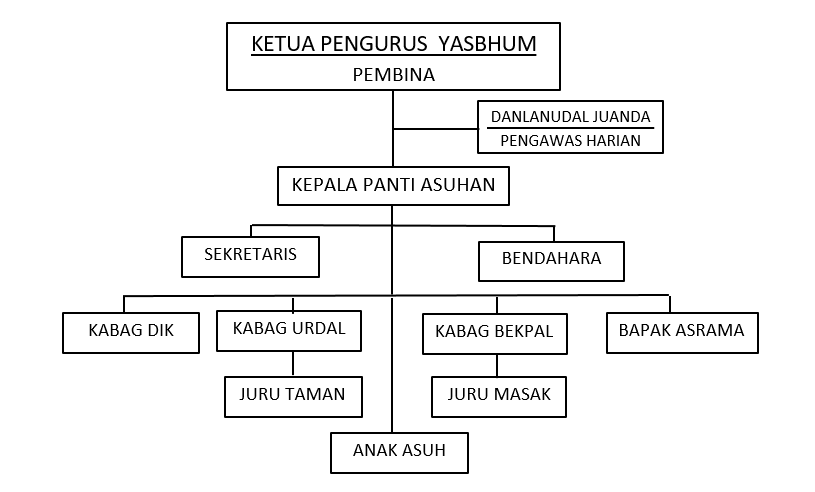 KETUA PENGURUS YASBHUM
PEMBINA
DANLANUDAL JUANDA
PENGAWAS HARIAN
KEPALA PANTI ASUHAN
SEKRETARIS
BENDAHARA
KABAG DIK
KABAG URDAL
KABAG BEKPAL
BAPAK ASRAMA
JURU TAMAN
JURU MASAK
ANAK ASUH